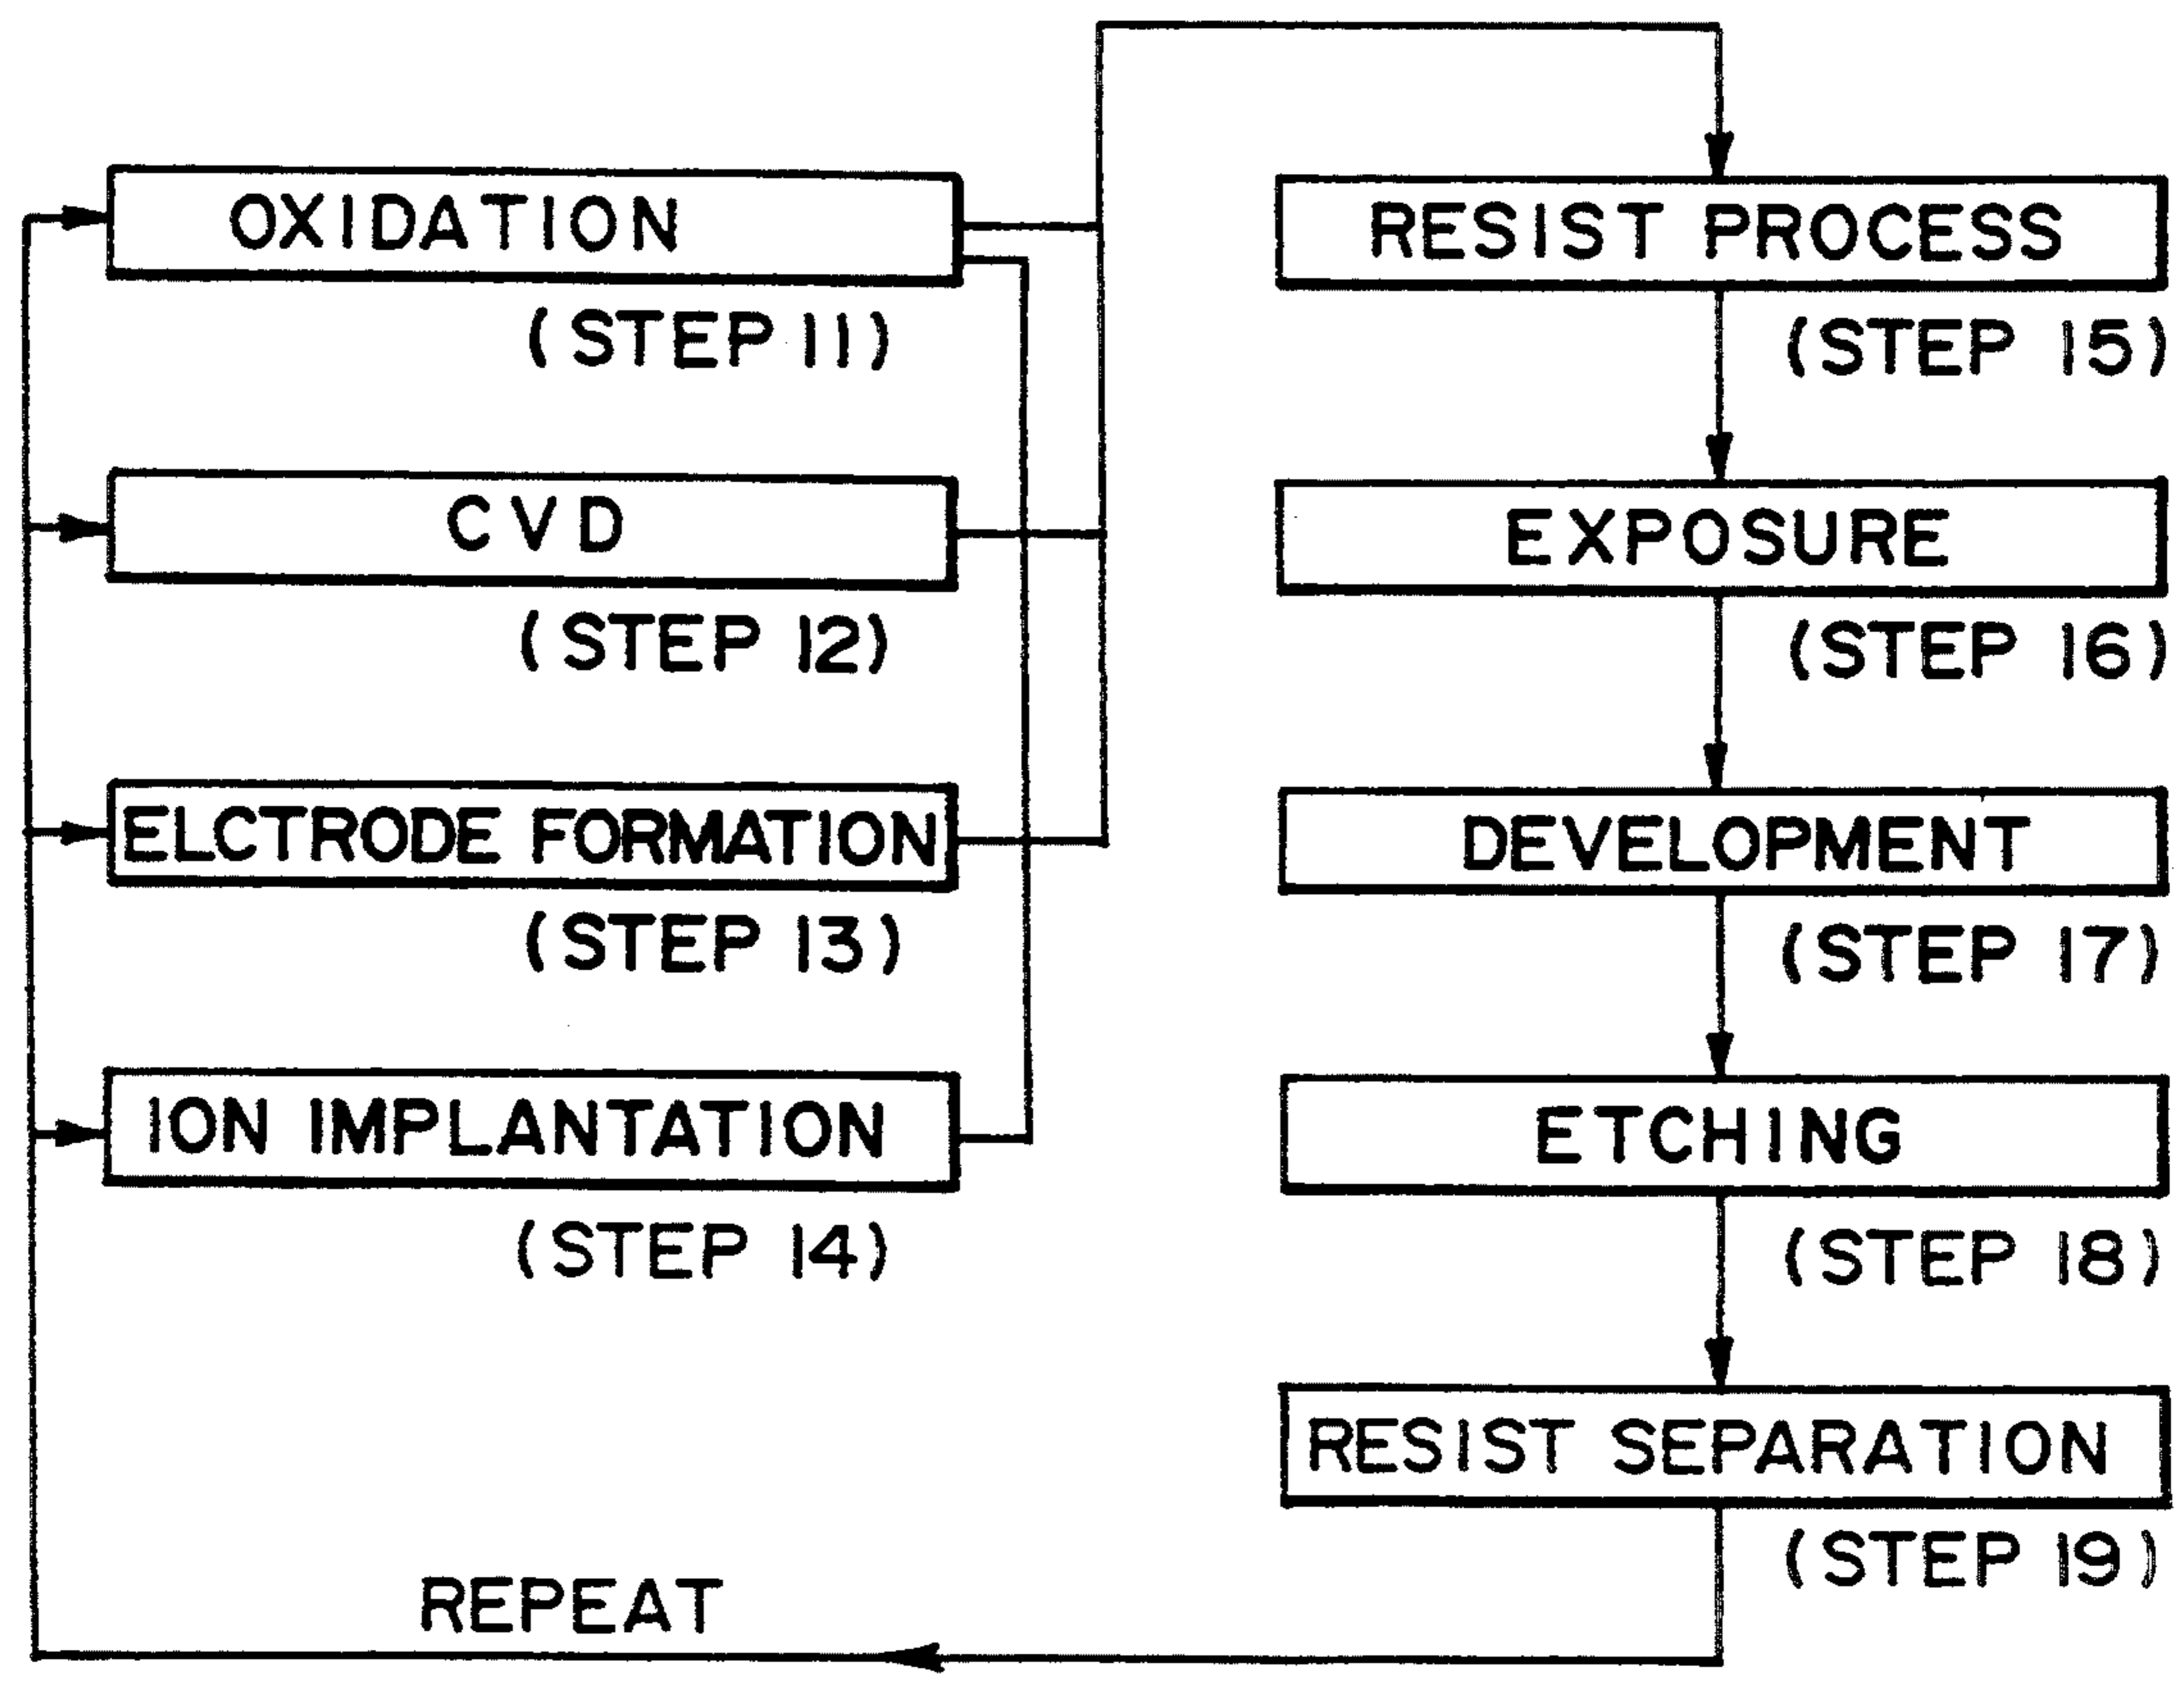 OXIDATION
(STEP 11)
CVD
(STEP 12)
ELCTRODE FORMATION
(STEP 13)
ION IMPLANTATION
(STEP 14)
RESIST PROCESS
(STEP 15)
EXPOSURE
(STEP 16)
DEVELOPMENT
(STEP 17)
ETCHING
(STEP 18)
RESIST SEPARATION
(STEP 19)
REPEAT